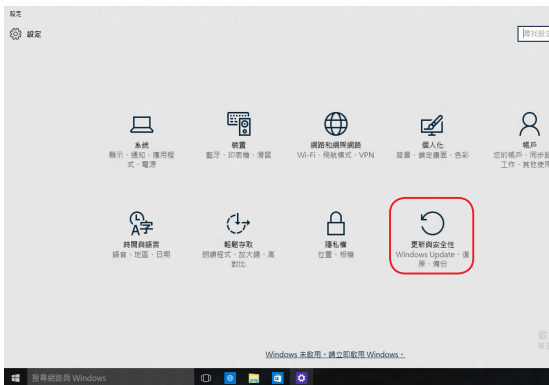 設定
設定
尋找設定
系統
顯示、通知、應用程
式、電源
裝置
藍牙、印表機、滑鼠
網路和網際網路
Wi-Fi、飛航模式、VPN
個人化
背景、鎖定畫面、色彩
帳戶
您的帳戶、同步設
工作、其他使用
時間與語言
語音、地區、日期
輕鬆存取
朗讀程式、放大鏡、高
對比
隱私權
位置、相機
更新與安全性
Windows Update、復
原、備份
Windows 未啟用。請立即啟用 Windows。
搜尋網路與 Windows